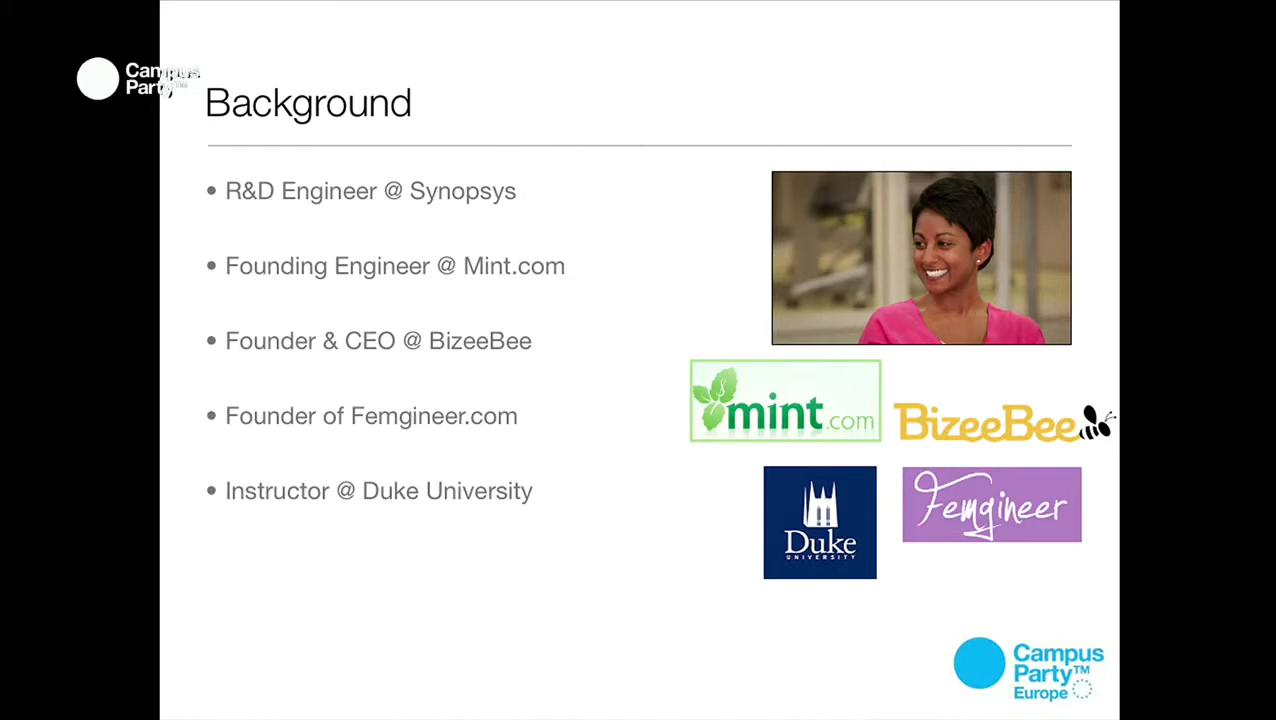 Campus
Party™
Background
• R&D Engineer @ Synopsys
• Founding Engineer @ Mint.com
• Founder & CEO @ BizeeBee
• Founder of Femgineer.com
• Instructor @ Duke University
mint.com
BizeeBee
Duke
UNIVERSITY
Femgineer
Campus
Party™
Europe